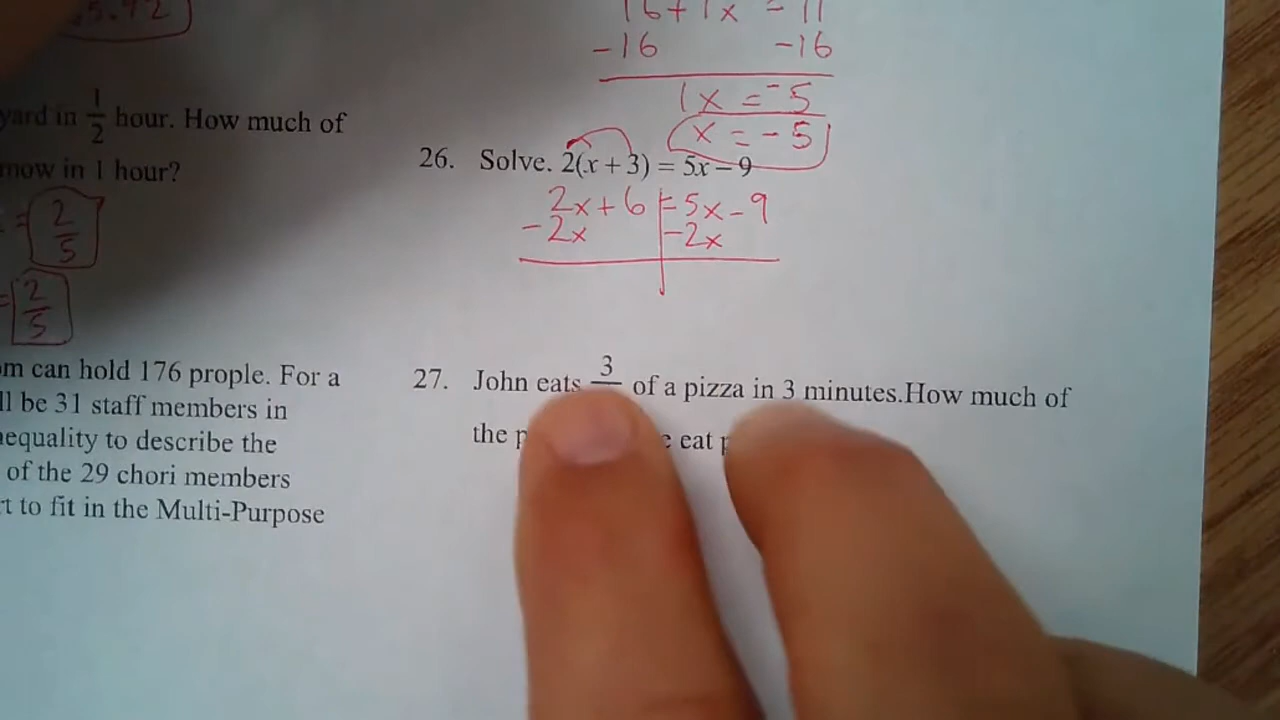 5.92
16+1x = 11
-16 -16
1x = -5
x = -5
yard in 1/2 hour. How much of
mow in 1 hour?
= 2/5
= 2/5
26. Solve. 2(x + 3) = 5x – 9
2x + 6 = 5x - 9
-2x -2x
can hold 176 prople. For a
be 31 staff members in
to describe the
of the 29 chori members
to fit in the Multi-Purpose
27. John eats 3 of a pizza in 3 minutes.How much of
the eat